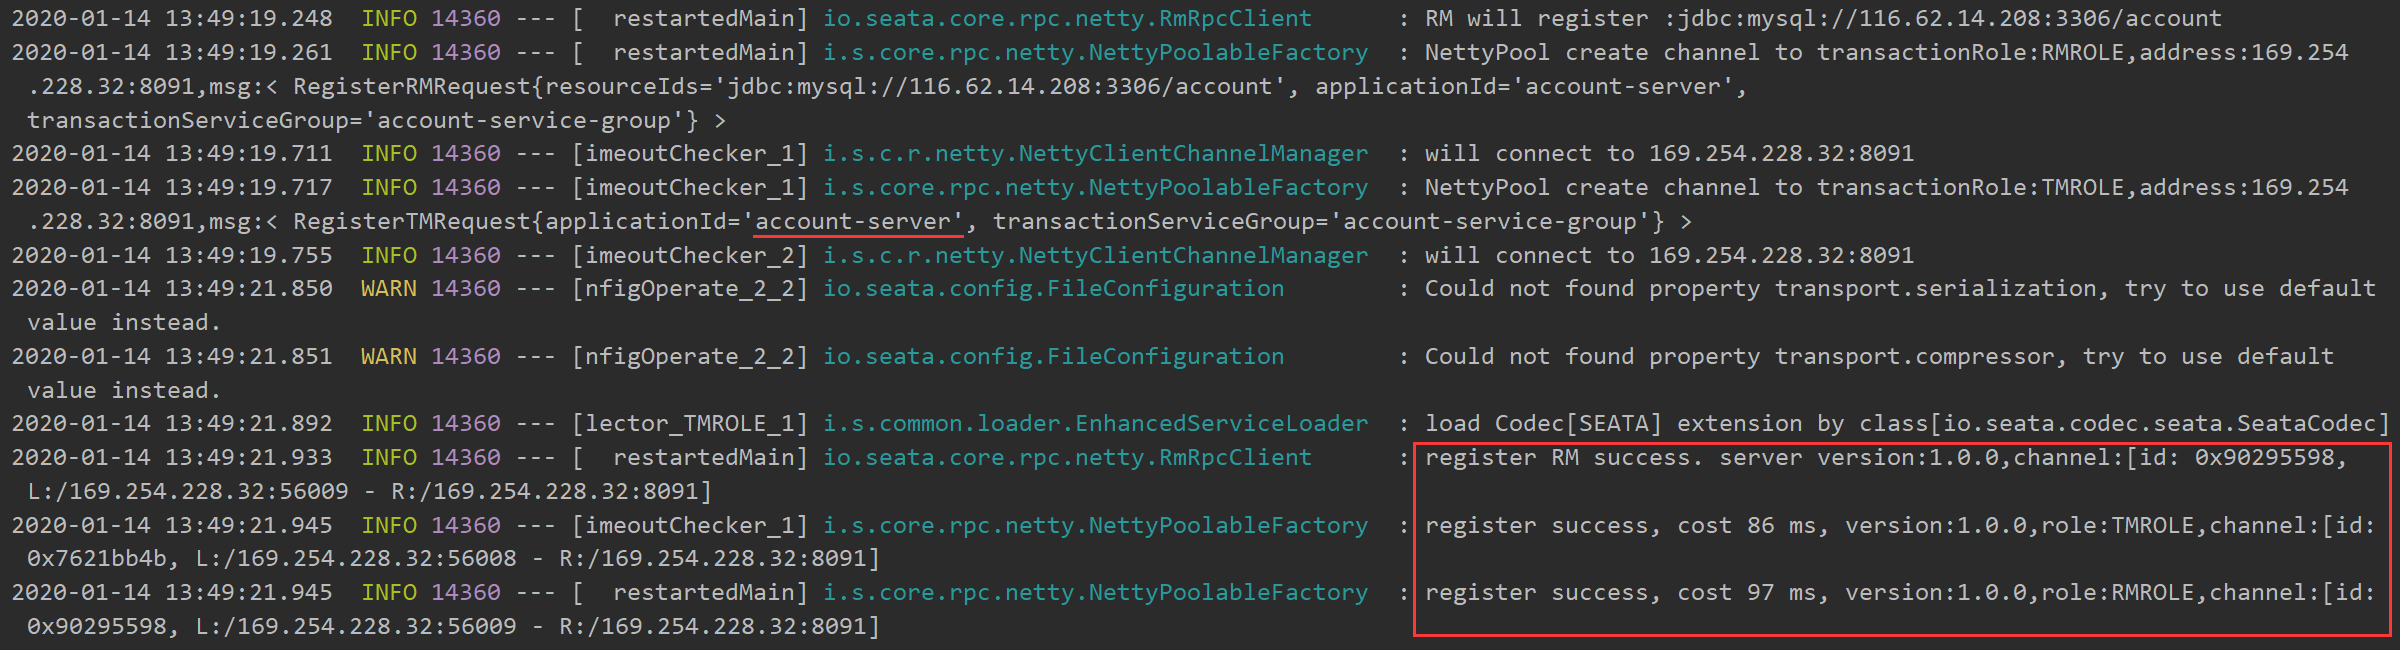 2020-01-14 13:49:19.248  INFO 14360 --- [  restartedMain] io.seata.core.rpc.netty.RmRpcClient      : RM will register :jdbc:mysql://116.62.14.208:3306/account
2020-01-14 13:49:19.261  INFO 14360 --- [  restartedMain] i.s.core.rpc.netty.NettyPoolableFactory  : NettyPool create channel to transactionRole:RMROLE,address:169.254
.228.32:8091,msg:< RegisterRMRequest{resourceIds='jdbc:mysql://116.62.14.208:3306/account', applicationId='account-server',
transactionServiceGroup='account-service-group'} >
2020-01-14 13:49:19.711  INFO 14360 --- [imeoutChecker_1] i.s.c.r.netty.NettyClientChannelManager  : will connect to 169.254.228.32:8091
2020-01-14 13:49:19.717  INFO 14360 --- [imeoutChecker_1] i.s.core.rpc.netty.NettyPoolableFactory  : NettyPool create channel to transactionRole:TMROLE,address:169.254
.228.32:8091,msg:< RegisterTMRequest{applicationId='account-server', transactionServiceGroup='account-service-group'} >
2020-01-14 13:49:19.755  INFO 14360 --- [imeoutChecker_2] i.s.c.r.netty.NettyClientChannelManager  : will connect to 169.254.228.32:8091
2020-01-14 13:49:21.850  WARN 14360 --- [nfigOperate_2_2] io.seata.config.FileConfiguration        : Could not found property transport.serialization, try to use default
value instead.
2020-01-14 13:49:21.851  WARN 14360 --- [nfigOperate_2_2] io.seata.config.FileConfiguration        : Could not found property transport.compressor, try to use default
value instead.
2020-01-14 13:49:21.892  INFO 14360 --- [lector_TMROLE_1] i.s.common.loader.EnhancedServiceLoader  : load Codec[SEATA] extension by class[io.seata.codec.seata.SeataCodec]
2020-01-14 13:49:21.933  INFO 14360 --- [  restartedMain] io.seata.core.rpc.netty.RmRpcClient      : register RM success. server version:1.0.0,channel:[id: 0x90295598,
L:/169.254.228.32:56009 - R:/169.254.228.32:8091]
2020-01-14 13:49:21.945  INFO 14360 --- [imeoutChecker_1] i.s.core.rpc.netty.NettyPoolableFactory  : register success, cost 86 ms, version:1.0.0,role:TMROLE,channel:[id:
0x7621bb4b, L:/169.254.228.32:56008 - R:/169.254.228.32:8091]
2020-01-14 13:49:21.945  INFO 14360 --- [  restartedMain] i.s.core.rpc.netty.NettyPoolableFactory  : register success, cost 97 ms, version:1.0.0,role:RMROLE,channel:[id:
0x90295598, L:/169.254.228.32:56009 - R:/169.254.228.32:8091]